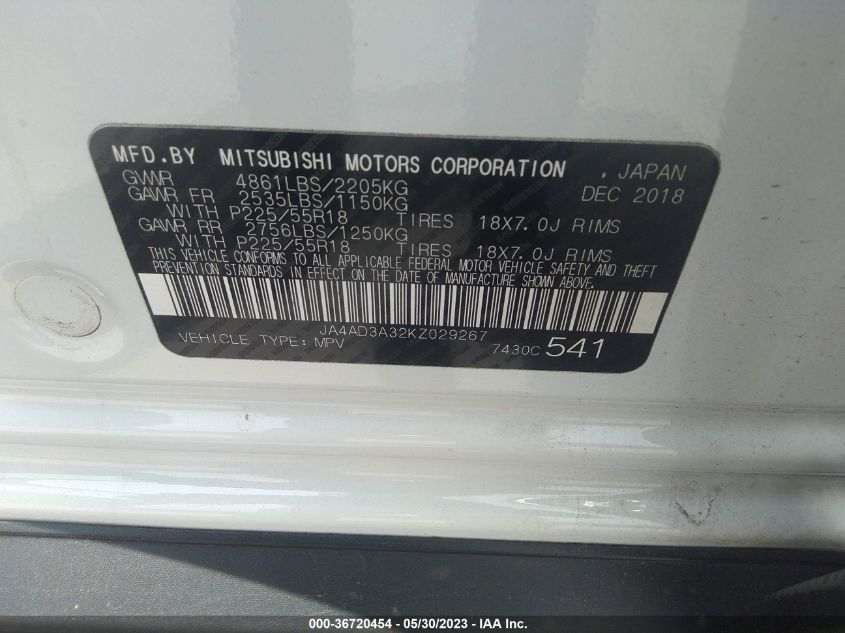 MFD.BY MITSUBISHI MOTORS CORPORATION , JAPAN
GVWR 4861LBS/2205KG DEC 2018
GAWR FR 2535LBS/1150KG
WITH P225/55R18 TIRES 18X7.0J RIMS
GAWR RR 2756LBS/1250KG
WITH P225/55R18 TIRES 18X7.0J RIMS
THIS VEHICLE CONFORMS TO ALL APPLICABLE FEDERAL MOTOR VEHICLE SAFETY AND THEFT
PREVENTION STANDARDS IN EFFECT ON THE DATE OF MANUFACTURE SHOWN ABOVE.
JA4AD3A32KZ029267
VEHICLE TYPE: MPV 7430C 541
000-36720454 - 05/30/2023 - IAA Inc.